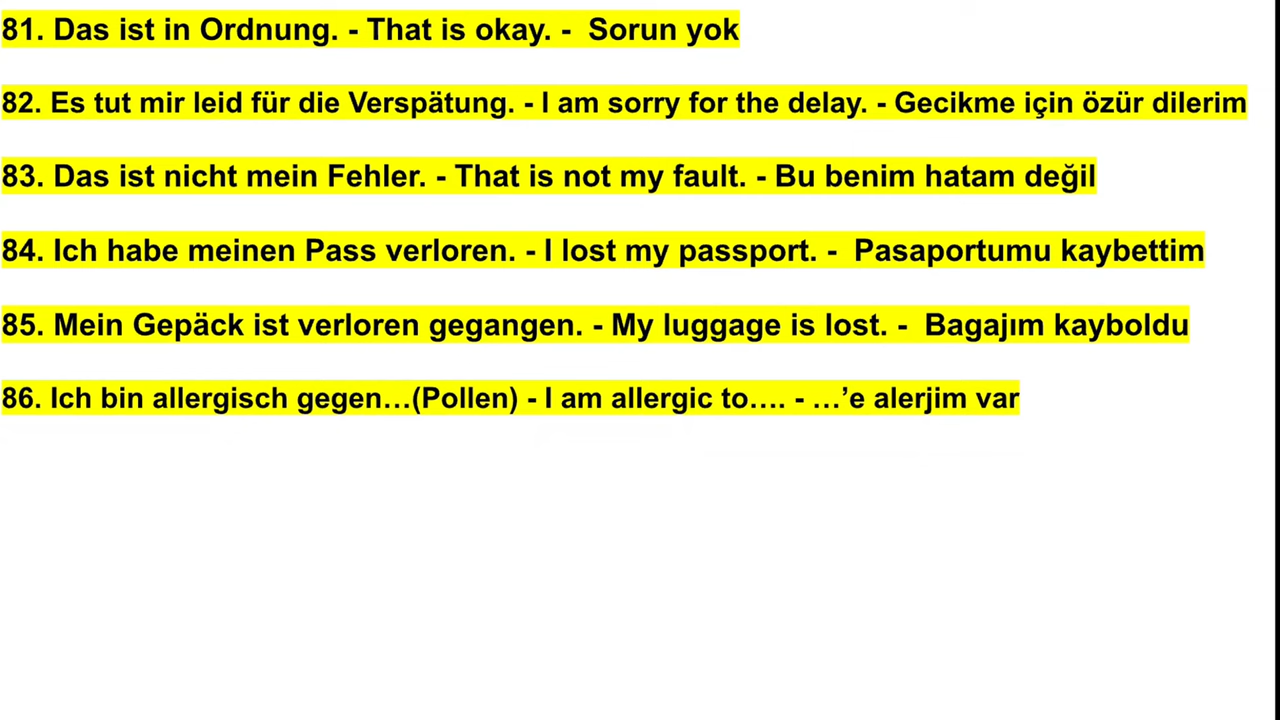 81. Das ist in Ordnung. - That is okay. -  Sorun yok
82. Es tut mir leid für die Verspätung. - I am sorry for the delay. - Gecikme için özür dilerim
83. Das ist nicht mein Fehler. - That is not my fault. - Bu benim hatam değil
84. Ich habe meinen Pass verloren. - I lost my passport. -  Pasaportumu kaybettim
85. Mein Gepäck ist verloren gegangen. - My luggage is lost. -  Bagajım kayboldu
86. Ich bin allergisch gegen…(Pollen) - I am allergic to…. - …’e alerjim var